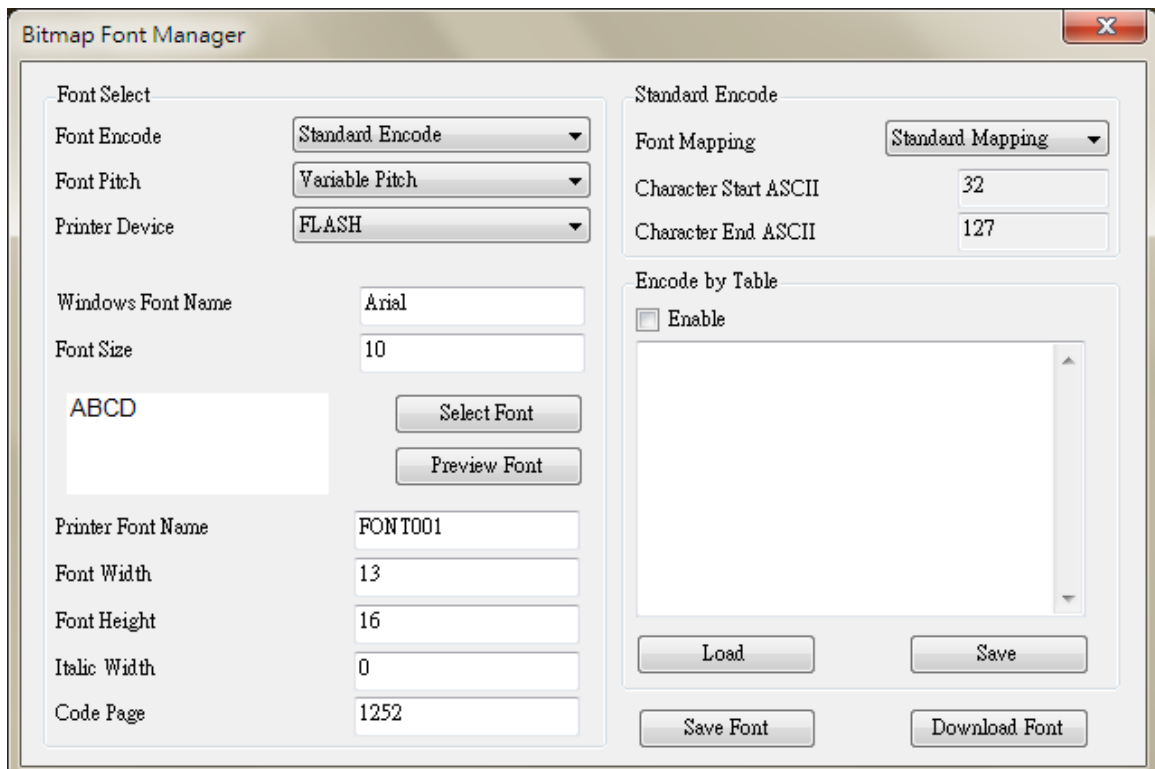 Bitmap Font Manager
Font Select
Font Encode Standard Encode
Font Pitch Variable Pitch
Printer Device FLASH
Windows Font Name Arial
Font Size 10
ABCD
Select Font
Preview Font
Printer Font Name FONT001
Font Width 13
Font Height 16
Italic Width 0
Code Page 1252
Standard Encode
Font Mapping Standard Mapping
Character Start ASCII 32
Character End ASCII 127
Encode by Table
Enable
Load Save
Save Font Download Font